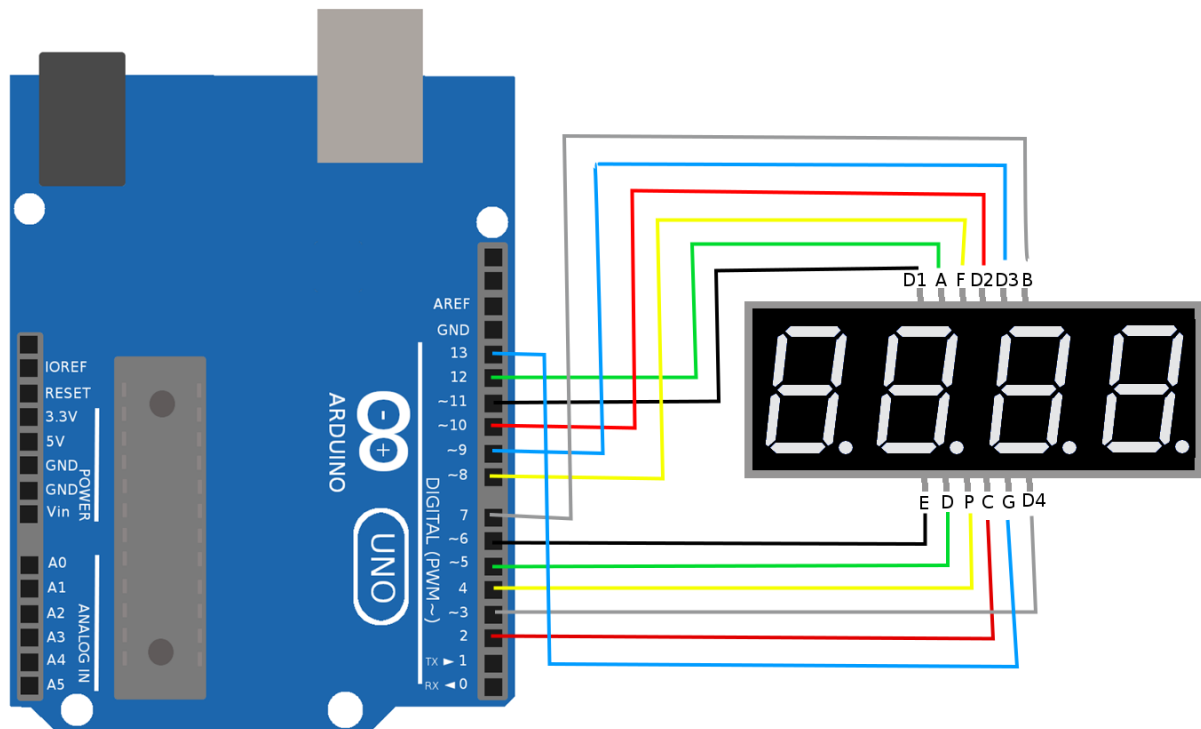 IOREF
RESET
3.3V
5V
GND
GND
Vin
POWER
A0
A1
A2
A3
A4
A5
ANALOG IN
ARDUINO
UNO
AREF
GND
13
12
~11
~10
~9
~8
7
~6
~5
4
~3
2
TX ► 1
RX ◄ 0
DIGITAL (PWM~)
D1 A F D2 D3 B
E D P C G D4